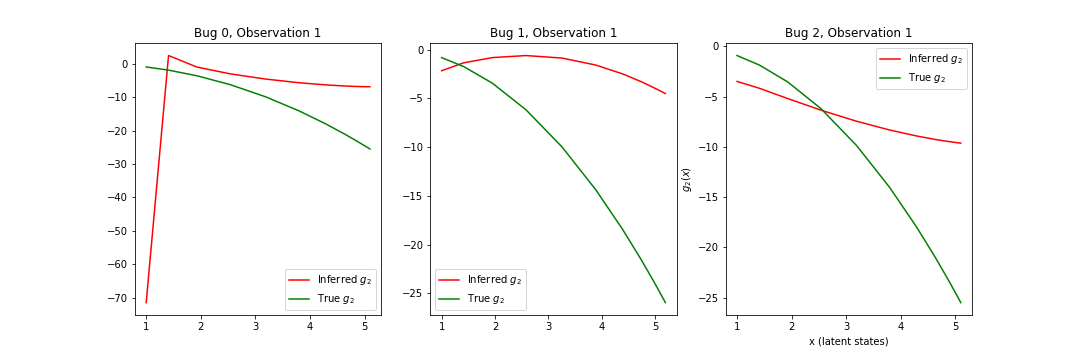 Bug 0, Observation 1
0
−10
−20
−30
−40
−50
−60
−70
1 2 3 4 5
Inferred g₂
True g₂
Bug 1, Observation 1
0
−5
−10
−15
−20
−25
1 2 3 4 5
Inferred g₂
True g₂
Bug 2, Observation 1
g₂(x)
0
−5
−10
−15
−20
−25
1 2 3 4 5
x (latent states)
Inferred g₂
True g₂